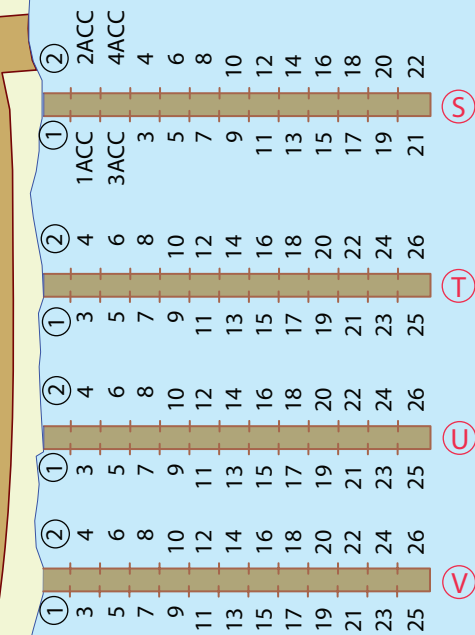 ② 2ACC 4ACC 4 6 8 10 12 14 16 18 20 22
S
① 1ACC 3ACC 3 5 7 9 11 13 15 17 19 21
② 4 6 8 10 12 14 16 18 20 22 24 26
T
① 3 5 7 9 11 13 15 17 19 21 23 25
② 4 6 8 10 12 14 16 18 20 22 24 26
U
① 3 5 7 9 11 13 15 17 19 21 23 25
② 4 6 8 10 12 14 16 18 20 22 24 26
V
① 3 5 7 9 11 13 15 17 19 21 23 25